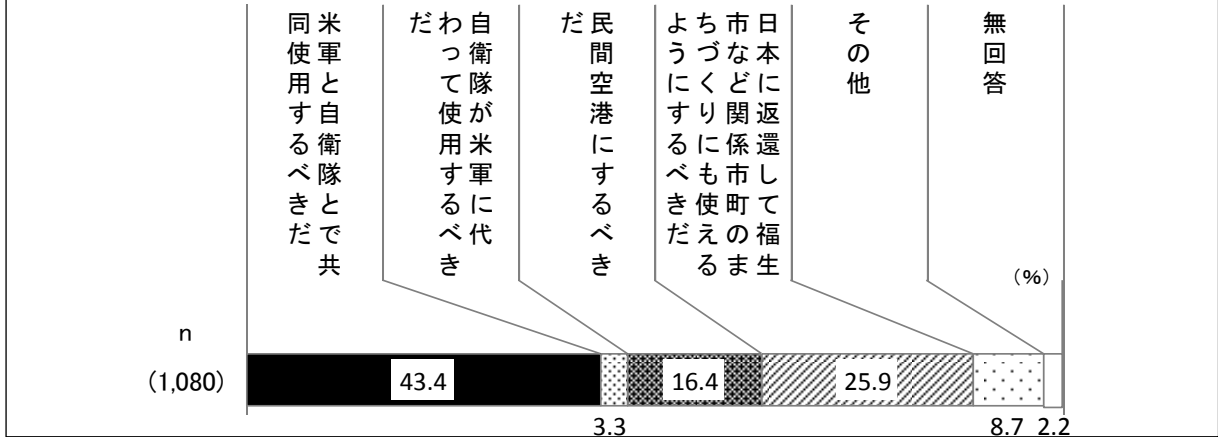 米軍と自衛隊とで共
同使用するべきだ
自衛隊が米軍に代
わって使用するべき
だ
民間空港にするべき
だ
日本に返還して福生
市など関係市町のま
ちづくりにも使える
ようにするべきだ
その他
無回答
(%)
n
(1,080)
43.4
3.3
16.4
25.9
8.7
2.2